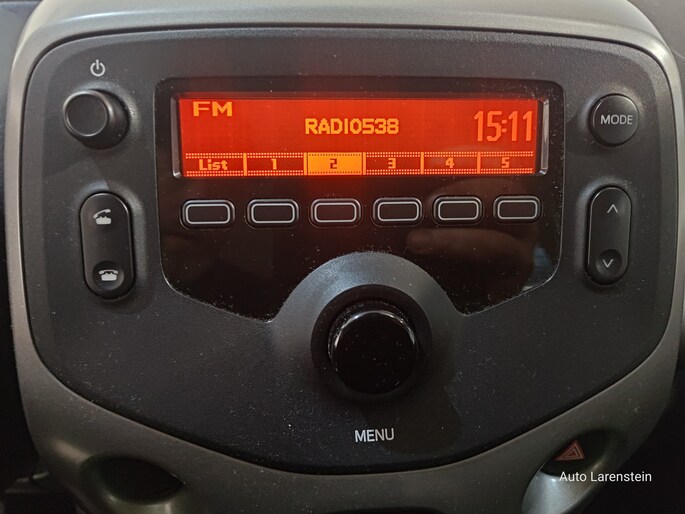 FM
RADIO538
15:11
List 1 2 3 4 5
MODE
MENU
Auto Larenstein